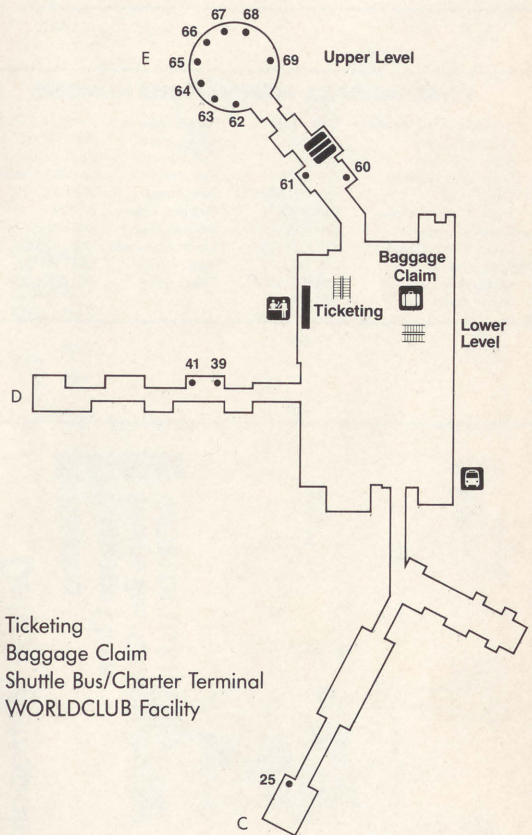 67 68
66
E 65 69 Upper Level
64
63 62
61 60
Baggage
Claim
Ticketing
Lower
Level
41 39
D
Ticketing
Baggage Claim
Shuttle Bus/Charter Terminal
WORLDCLUB Facility
25
C